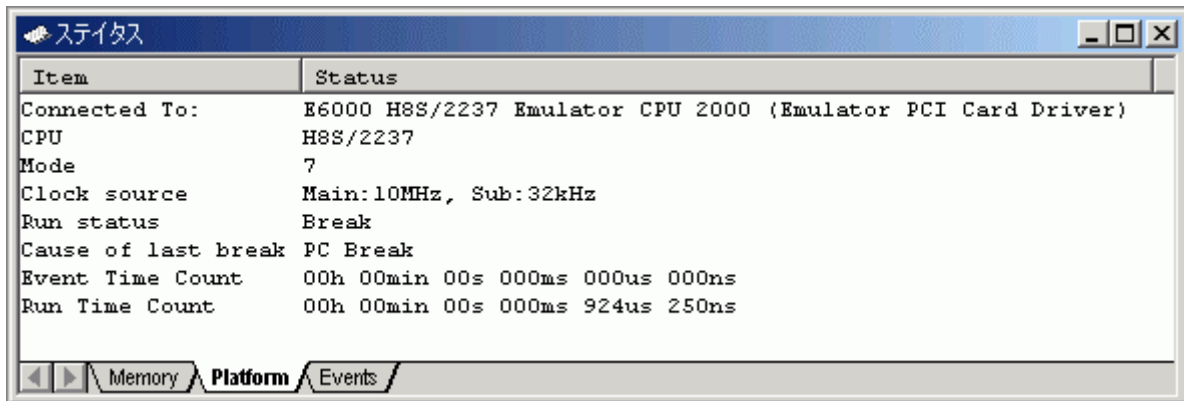 ステイタス
Item Status
Connected To: E6000 H8S/2237 Emulator CPU 2000 (Emulator PCI Card Driver)
CPU H8S/2237
Mode 7
Clock source Main:10MHz, Sub:32kHz
Run status Break
Cause of last break PC Break
Event Time Count 00h 00min 00s 000ms 000us 000ns
Run Time Count 00h 00min 00s 000ms 924us 250ns
Memory Platform Events